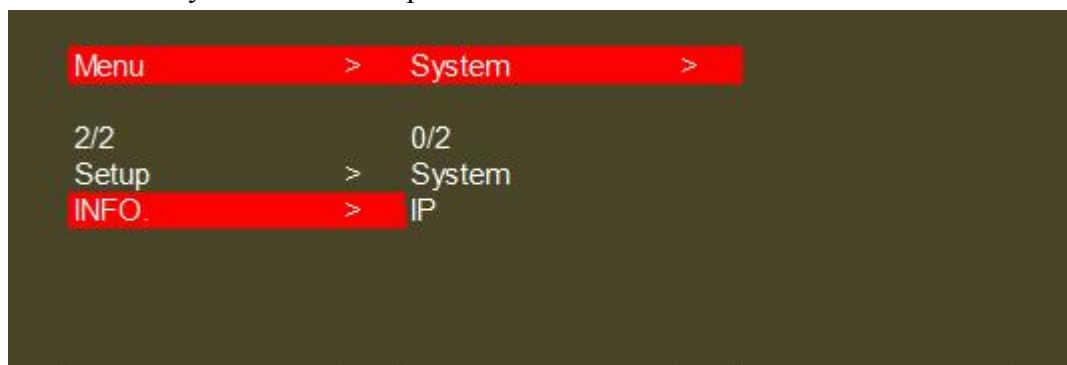 Menu > System >
2/2 0/2
Setup > System
INFO. > IP